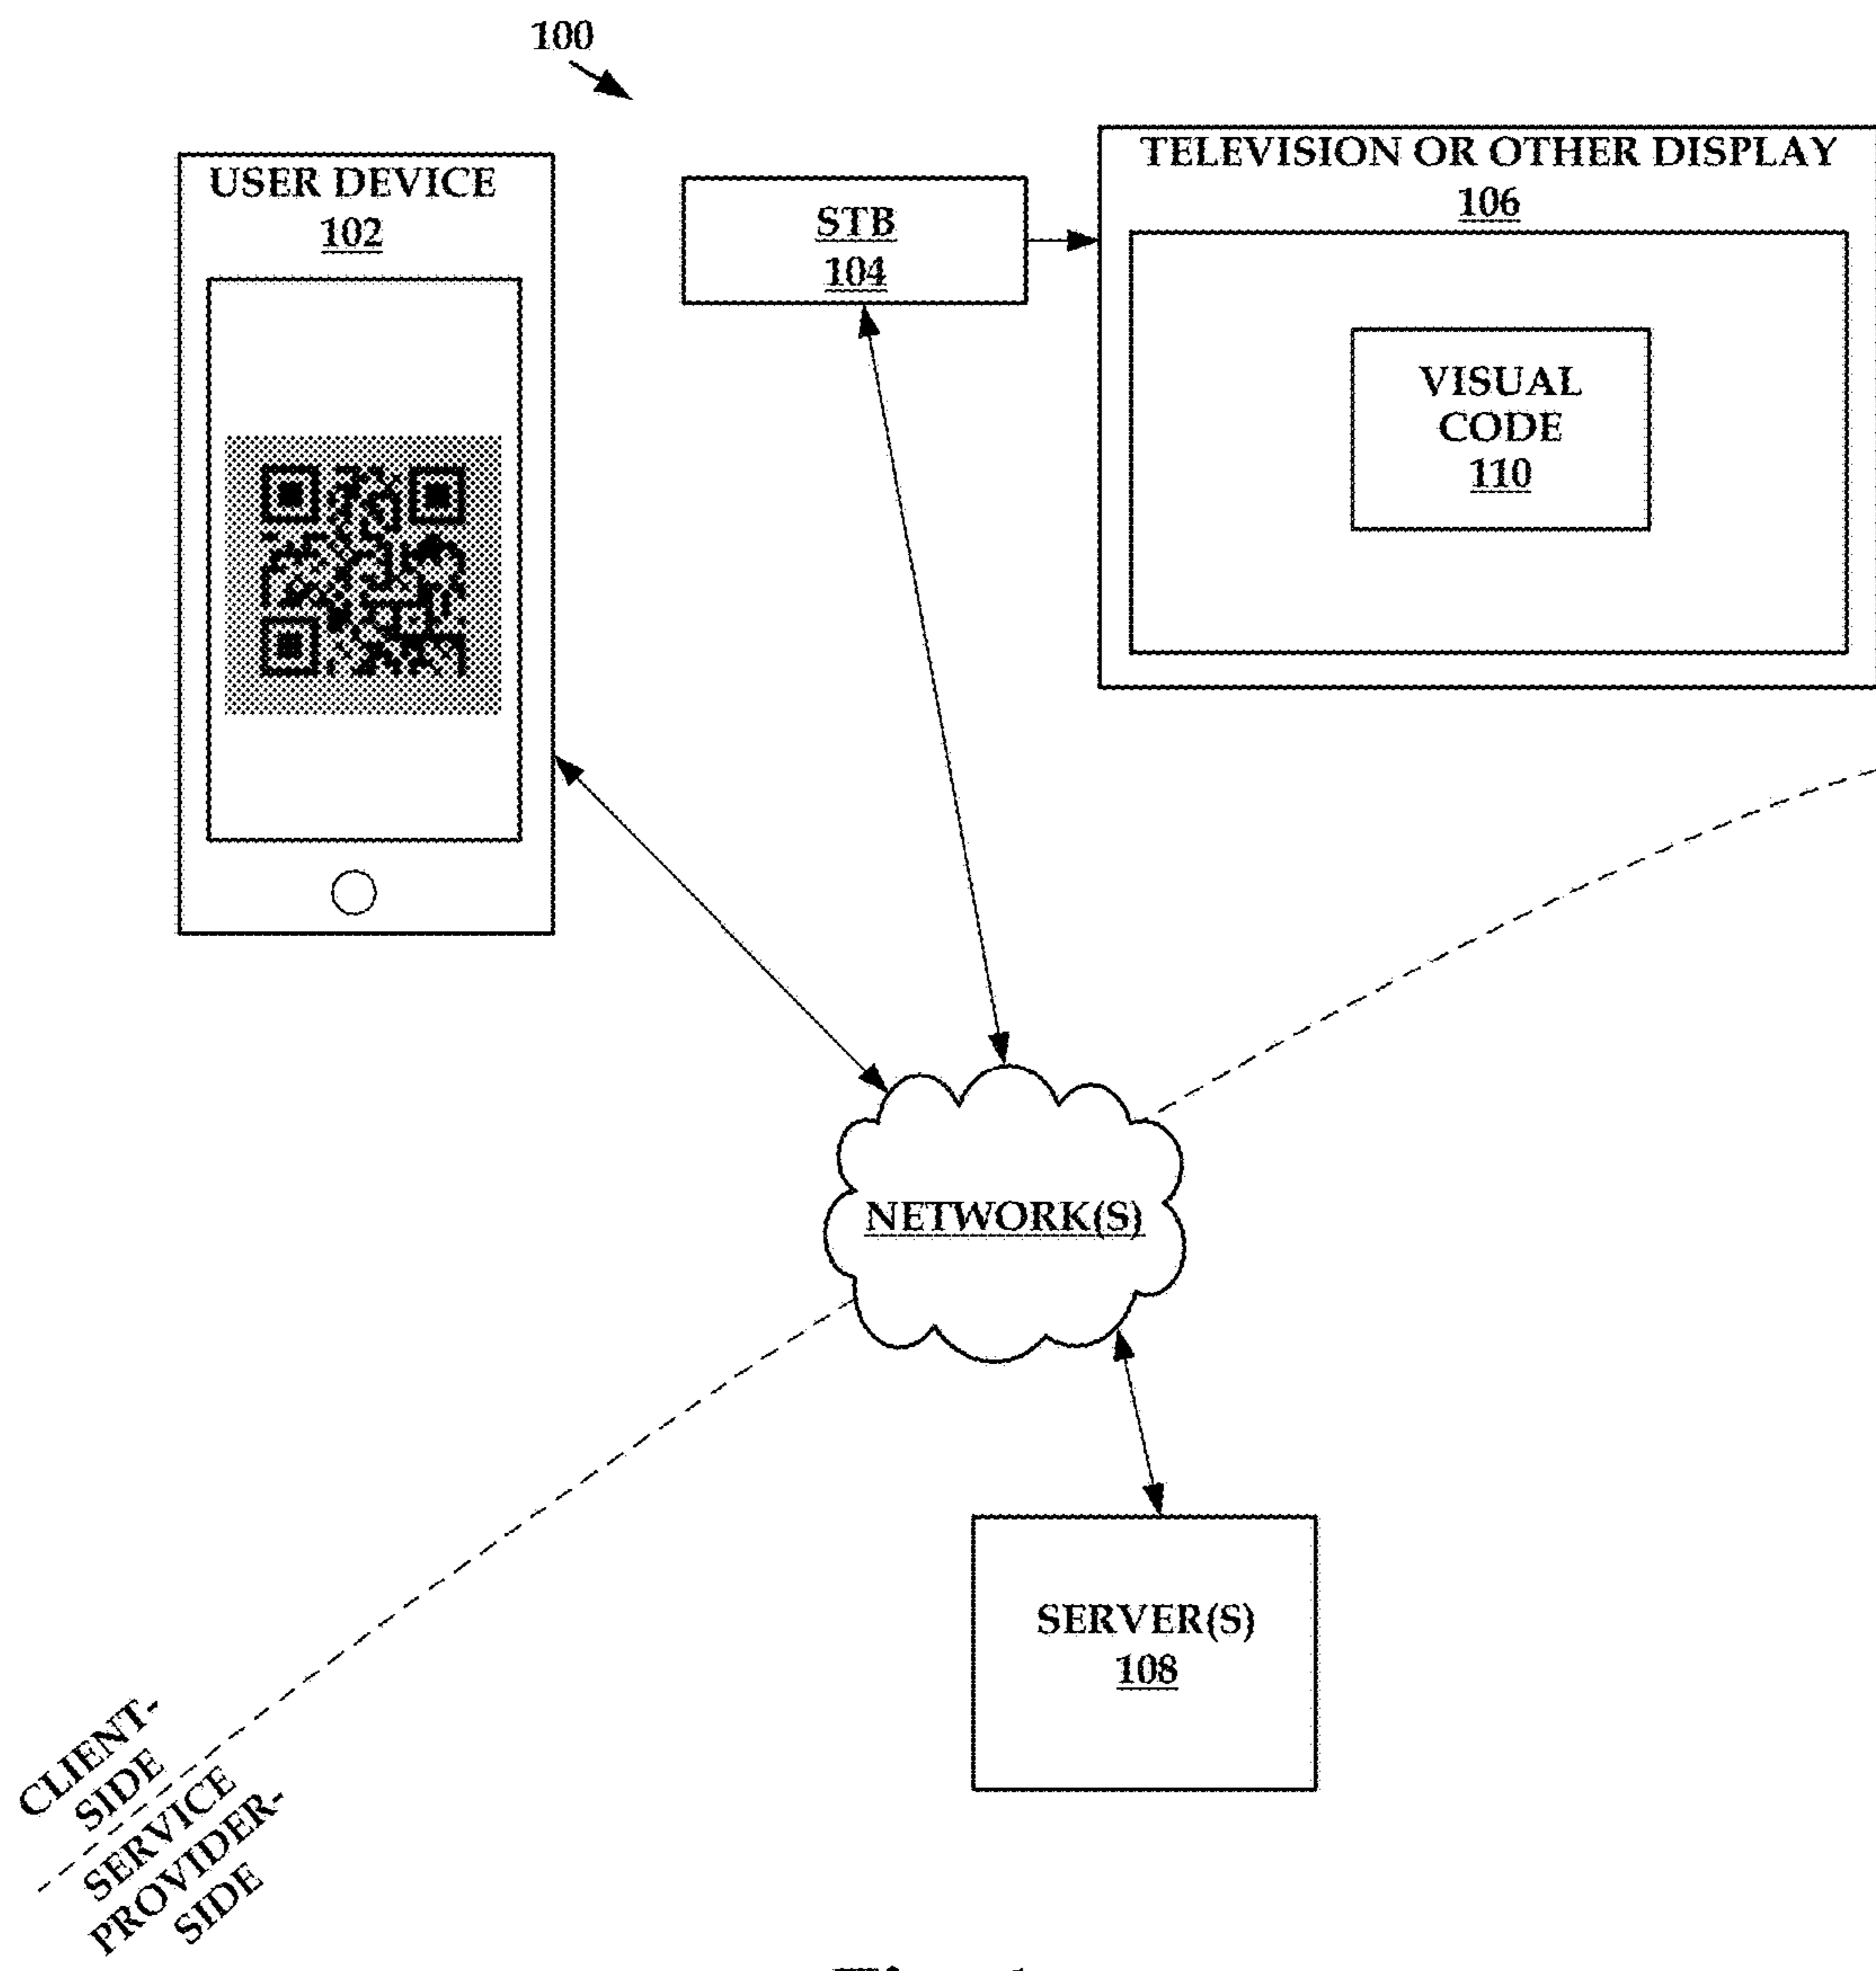 100
USER DEVICE
102
STB
104
TELEVISION OR OTHER DISPLAY
106
VISUAL
CODE
110
NETWORK(S)
SERVER(S)
108
CLIENT-
SIDE
SERVICE
PROVIDER-
SIDE